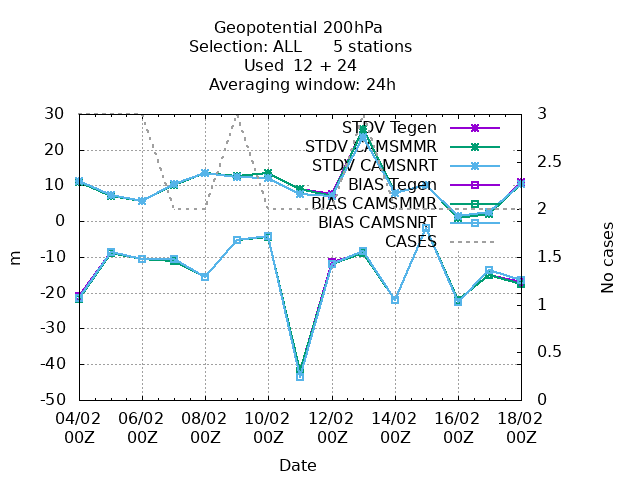 Geopotential 200hPa
Selection: ALL 5 stations
Used 12 + 24
Averaging window: 24h
30
20
10
0
-10
-20
-30
-40
-50
m
3
2.5
2
1.5
1
0.5
0
No cases
STDV Tegen
STDV CAMSMMR
STDV CAMSNRT
BIAS Tegen
BIAS CAMSMMR
BIAS CAMSNRT
CASES
04/02 06/02 08/02 10/02 12/02 14/02 16/02 18/02
00Z 00Z 00Z 00Z 00Z 00Z 00Z 00Z
Date